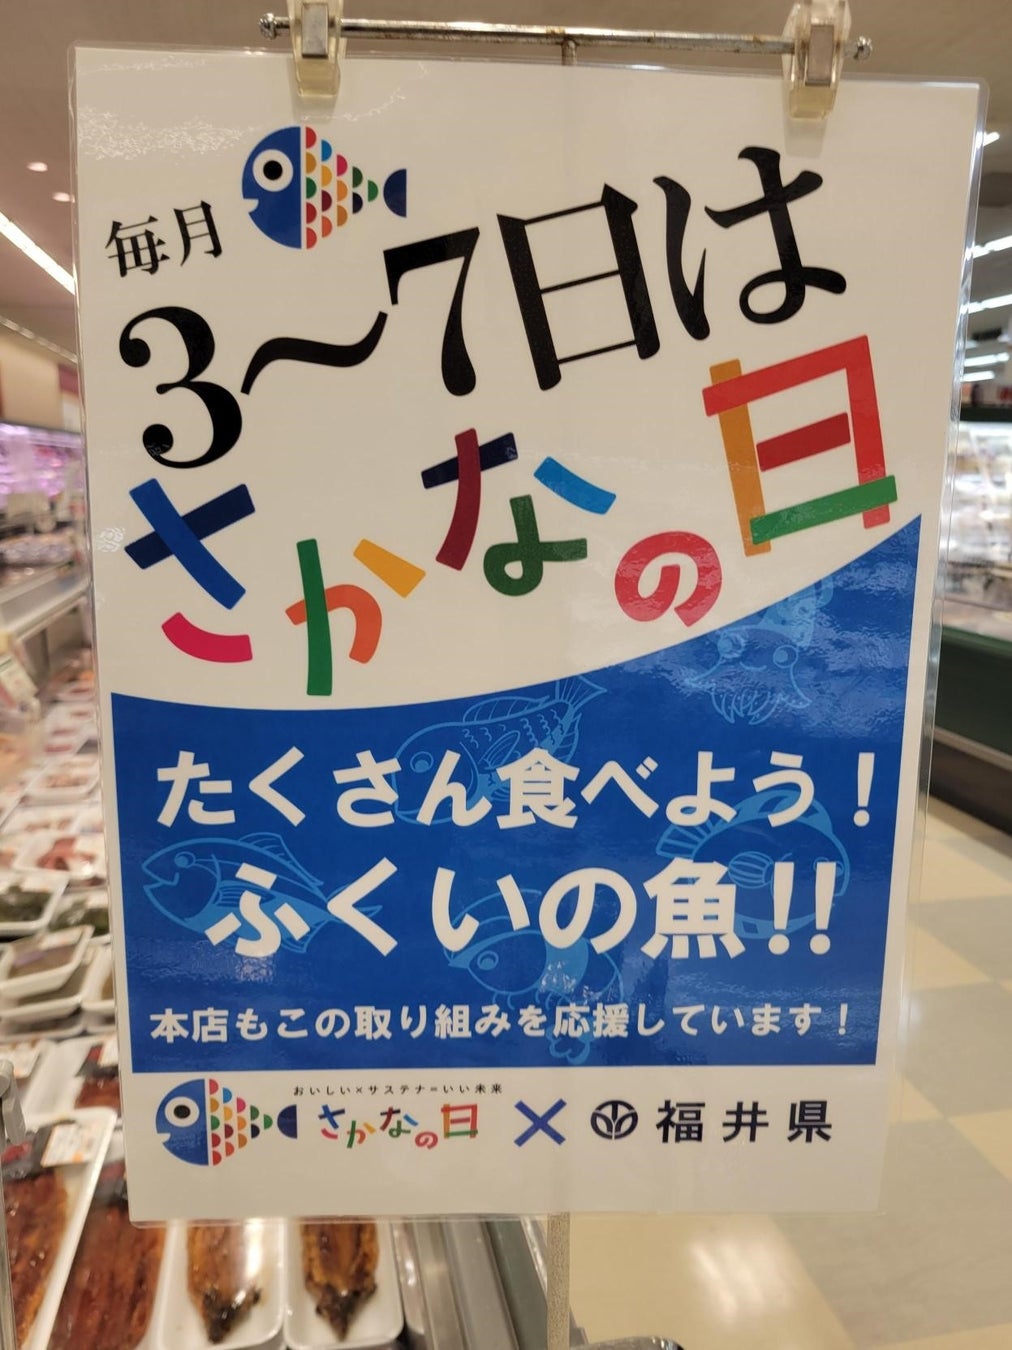 毎月
3〜7日は
さかなの日
たくさん食べよう！
ふくいの魚!!
本店もこの取り組みを応援しています！
おいしい×サステナ=いい未来
さかなの日 × 福井県